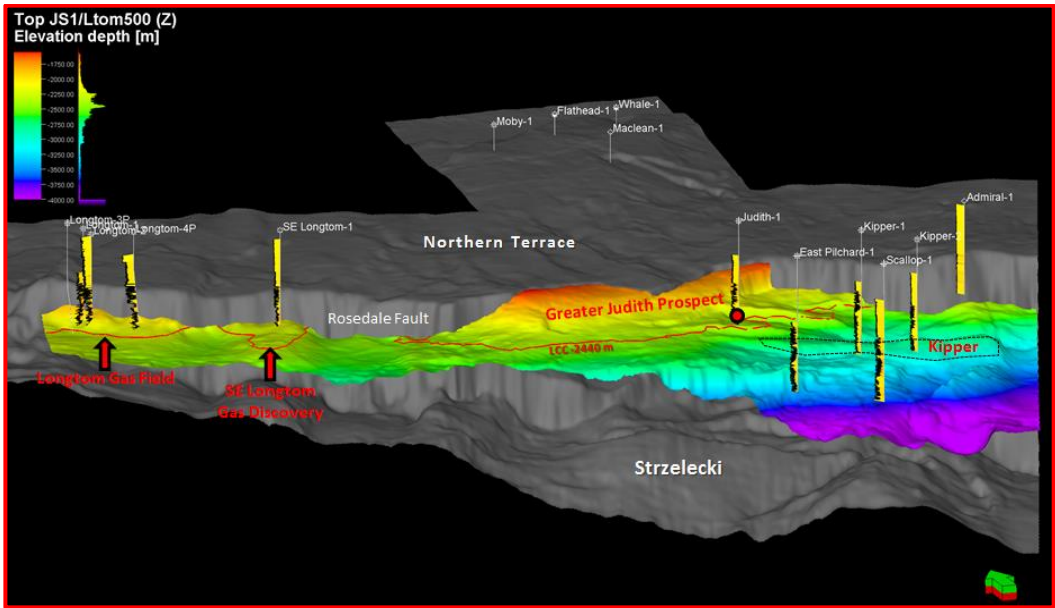 Top JS1/Ltom500 (Z)
Elevation depth [m]
-1750.00
-2000.00
-2250.00
-2500.00
-2750.00
-3000.00
-3250.00
-3500.00
-3750.00
-4000.00
Whale-1
Flathead-1
Moby-1
Maclean-1
Admiral-1
Longtom-3P
Longtom-4P
SE Longtom-1
Judith-1
Kipper-1
Northern Terrace
East Pilchard-1
Scallop-1
Greater Judith Prospect
Rosedale Fault
LCC -2440 m
Kipper
Longtom Gas Field
SE Longtom
Gas Discovery
Strzelecki